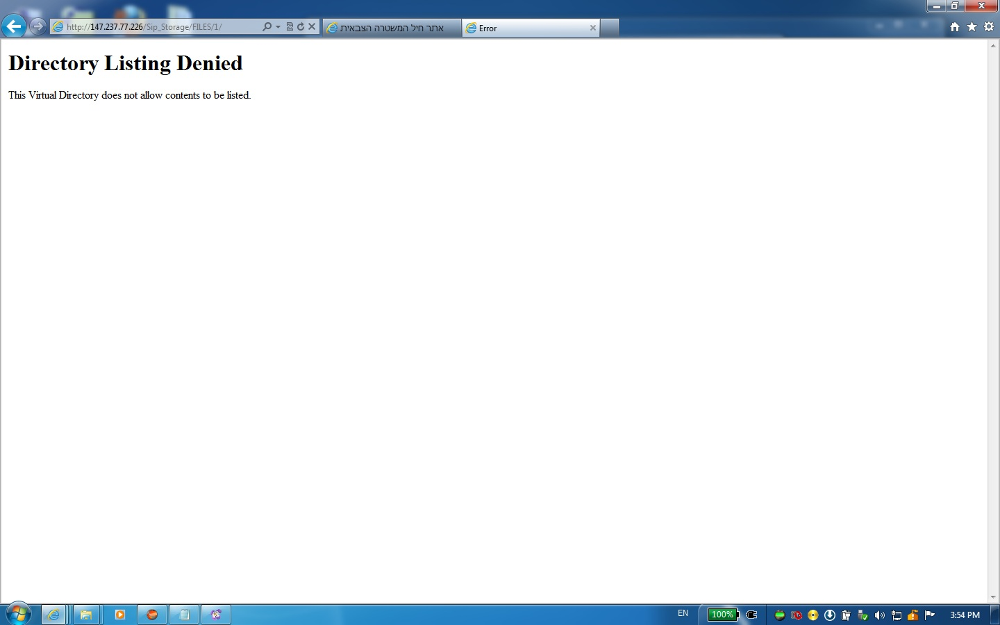 http://147.237.77.226/Sip_Storage/FILES/1/
אתר חיל המשטרה הצבאית
Error
Directory Listing Denied
This Virtual Directory does not allow contents to be listed.
EN
100%
3:54 PM